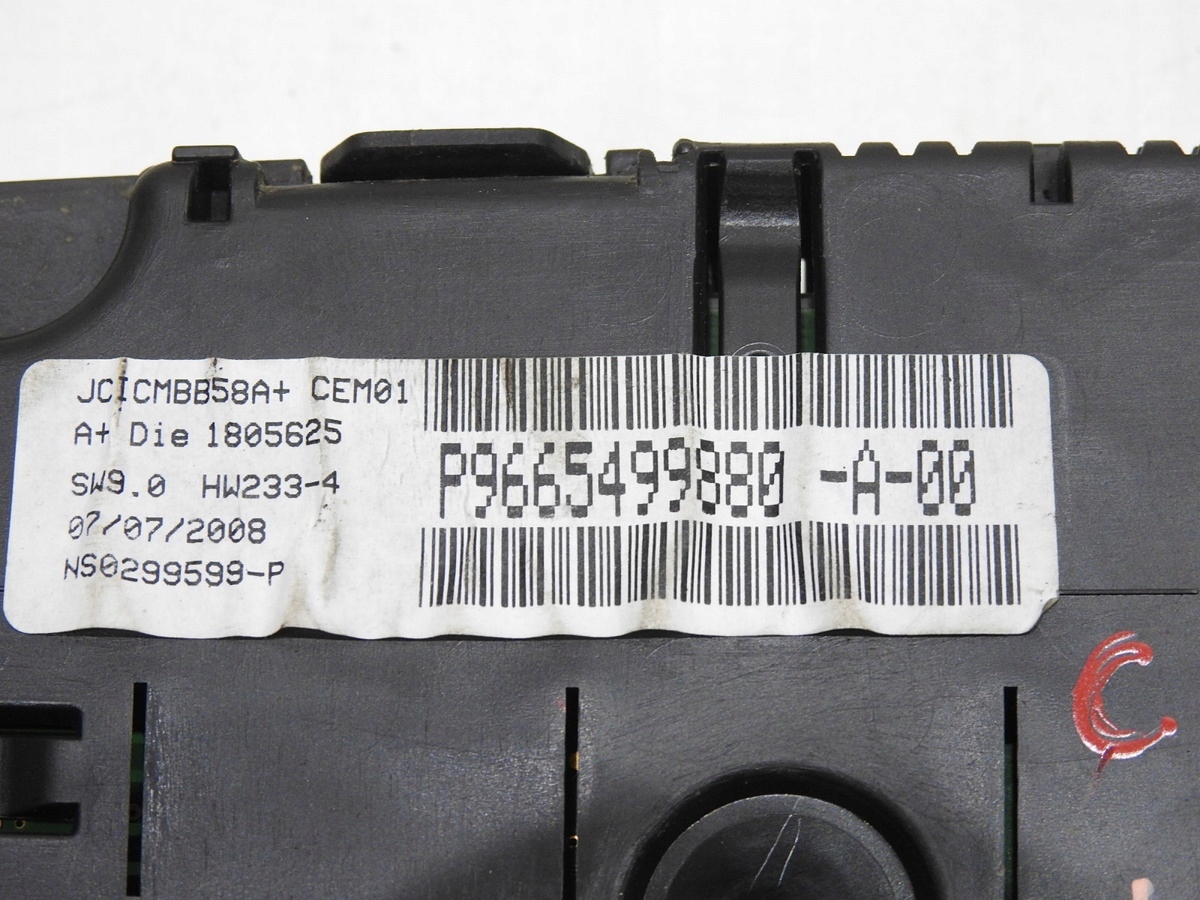 JCICMBB58A+ CEM01
A+ Die 1805625
SW9.0 HW233-4
07/07/2008
NS0299599-P
P9665499880 -A-00
C